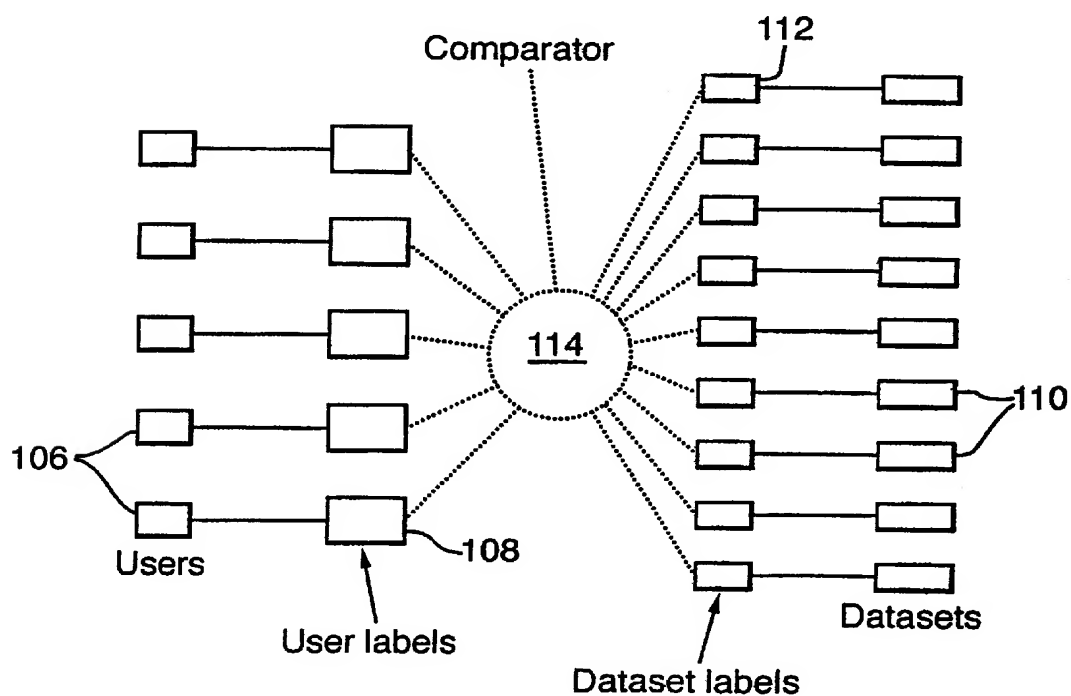 112
Comparator
114
110
106
108
Users
User labels
Datasets
Dataset labels